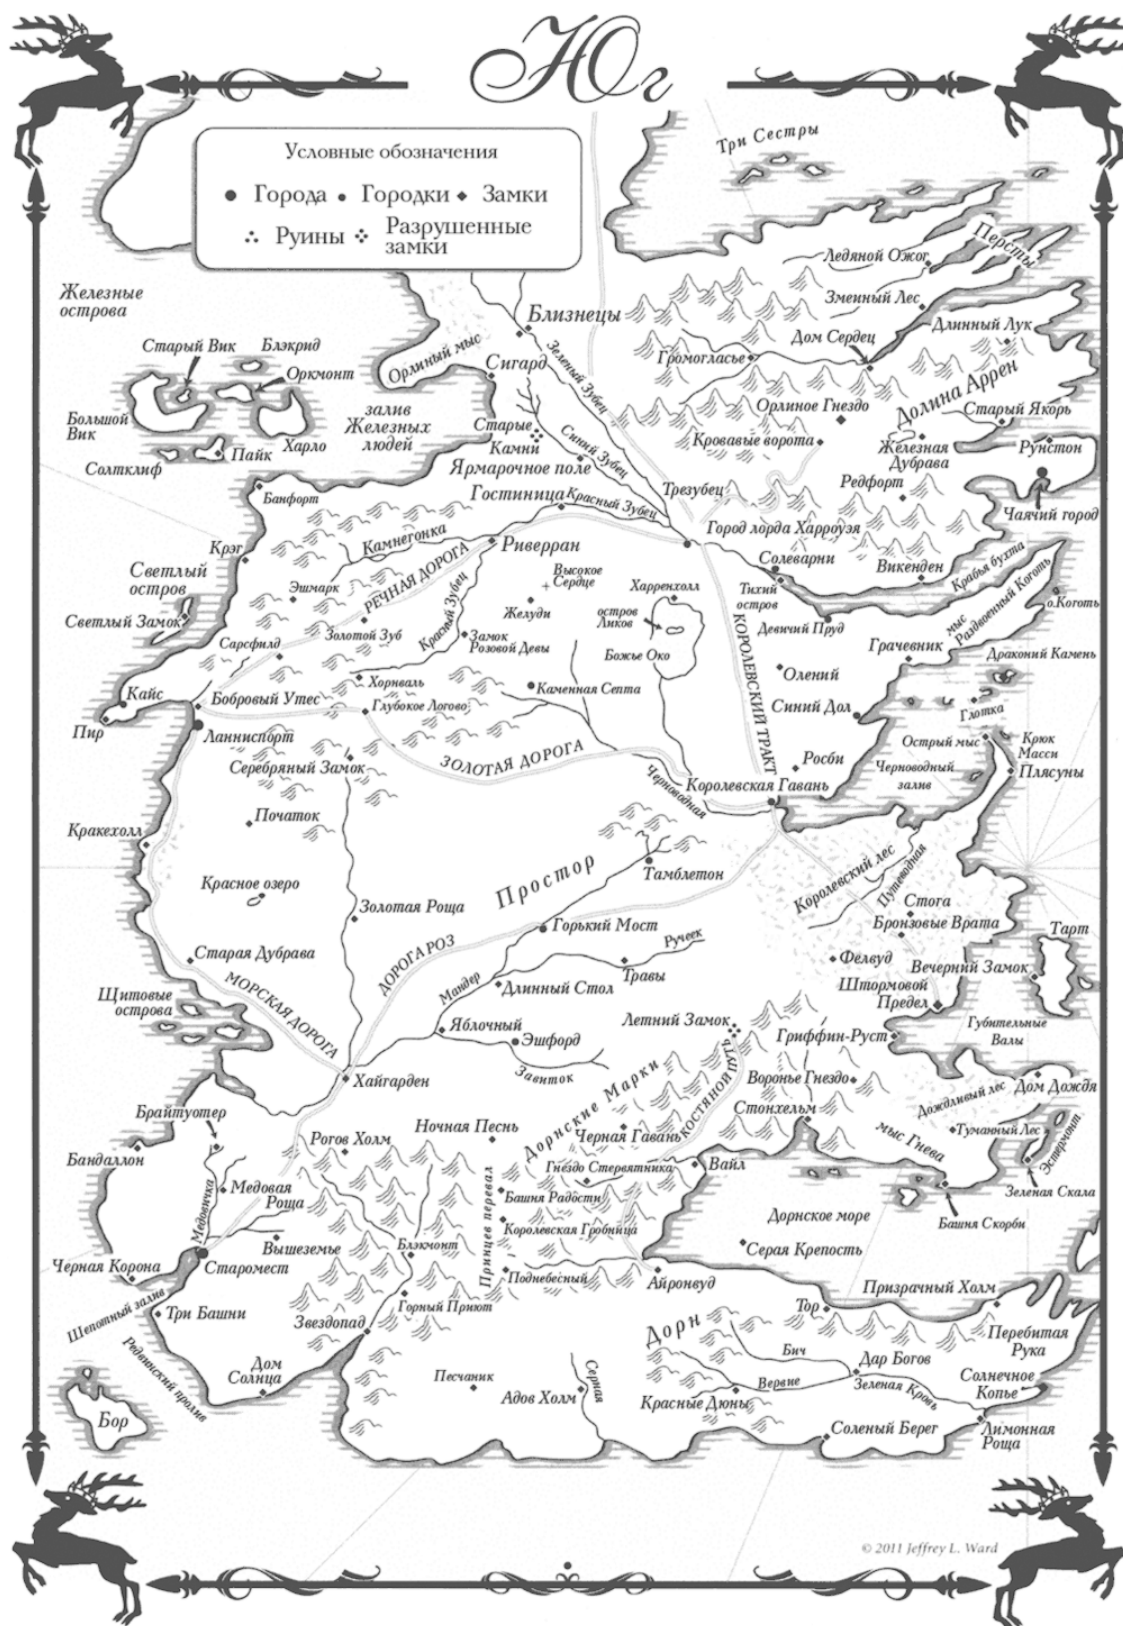 Юг
Условные обозначения
Города
Городки
Замки
Руины
Разрушенные
замки
Три Сестры
Персты
Ледяной Ожог
Змеиный Лес
Железные
острова
Близнецы
Длинный Лук
Дом Сердец
Старый Вик
Блэкрид
Орлиный мыс
Зеленый Зубец
Громогласье
Сигард
Оркмонт
Долина Аррен
Орлиное Гнездо
Большой
Вик
залив
Железных
людей
Старый Якорь
Старые
Камни
Синий Зубец
Кровавые ворота
Железная
Дубрава
Рунстон
Харло
Пайк
Солтклиф
Ярмарочное поле
Редфорт
Трезубец
Банфорт
Гостиница
Красный Зубец
Чаячий город
Город лорда Харроуэя
Камнегонка
Риверран
Крэг
РЕЧНАЯ ДОРОГА
Солеварни
Викенден
Крабья бухта
Светлый
остров
Высокое
Сердце
Эшмарк
Харренхолл
Тихий
остров
мыс
Раздвоенный Коготь
о.Коготь
Желуди
остров
Ликов
Светлый Замок
Золотой Зуб
Красный Зубец
Замок
Розовой Девы
Девичий Пруд
КОРОЛЕВСКИЙ ТРАКТ
Сарсфилд
Божье Око
Грачевник
Драконий Камень
Олений
Хорнваль
Каменная Септа
Кайс
Бобровый Утес
Глубокое Логово
Синий Дол
Глотка
Пир
Ланниспорт
Острый мыс
Крюк
Масси
ЗОЛОТАЯ ДОРОГА
Серебряный Замок
Росби
Черноводный
залив
Плясуны
Черноводная
Королевская Гавань
Початок
Кракехолл
Королевский лес
Путеводная
Простор
Тамблетон
Красное озеро
Стога
Золотая Роща
Бронзовые Врата
Горький Мост
Тарт
ДОРОГА РОЗ
Ручеек
Старая Дубрава
Фелвуд
Вечерний Замок
Травы
МОРСКАЯ ДОРОГА
Мандер
Длинный Стол
Штормовой
Предел
Щитовые
острова
Яблочный
Летний Замок
Губительные
Валы
Эшфорд
Гриффин-Руст
Завиток
Хайгарден
КОСТЯНОЙ ПУТЬ
Воронье Гнездо
Дом Дождя
Дождливый лес
Дорнские Марки
Брайтуотер
Стонхельм
Рогов Холм
Ночная Песнь
Черная Гавань
мыс Гнева
Туманный Лес
Эстермонт
Бандаллон
Гнездо Стервятника
Вайл
Медовая
Роща
Медовичка
Принцев перевал
Башня Радости
Зеленая Скала
Дорнское море
Башня Скорби
Королевская Гробница
Вышеземье
Блэкмонт
Серая Крепость
Черная Корона
Старомест
Поднебесный
Айронвуд
Призрачный Холм
Шепотный залив
Три Башни
Горный Приют
Тор
Звездопад
Дорн
Перебитая
Рука
Редвинский пролив
Бич
Дом
Солнца
Дар Богов
Песчаник
Серная
Вервие
Солнечное
Копье
Адов Холм
Зеленая Кровь
Красные Дюны
Бор
Соленый Берег
Лимонная
Роща
© 2011 Jeffrey L. Ward